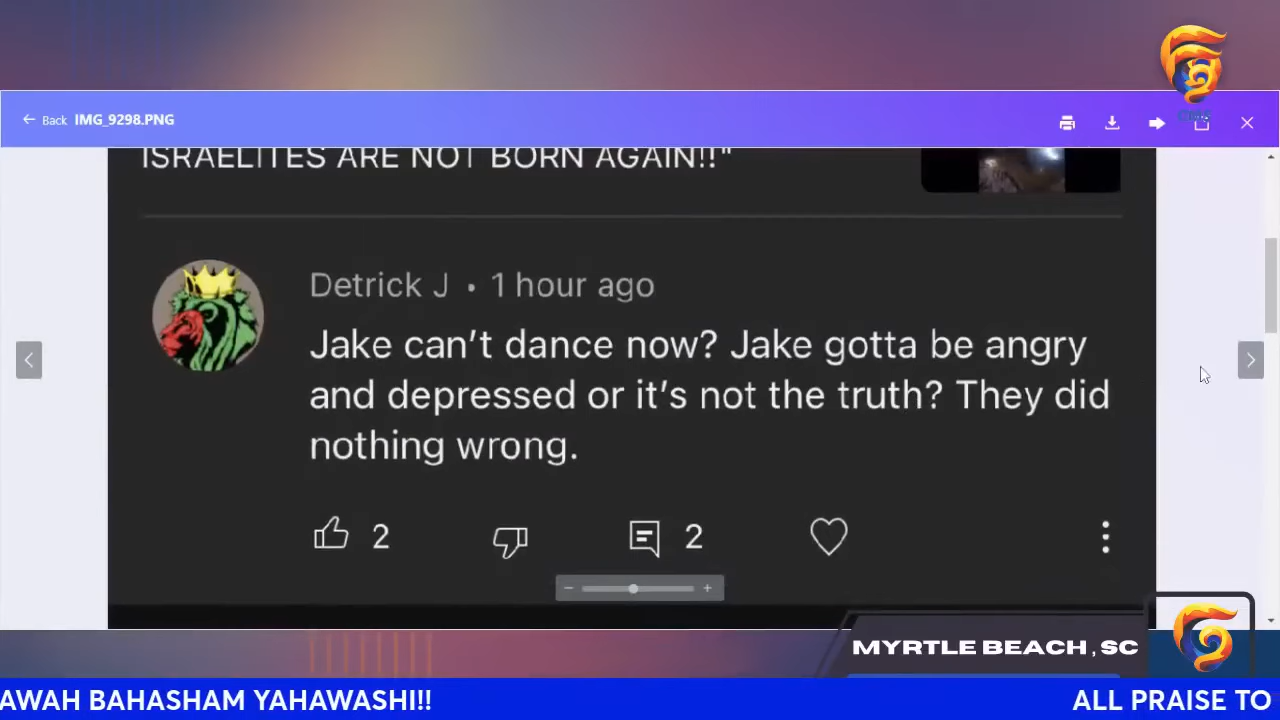 ← Back IMG_9298.PNG
ISRAELITES ARE NOT BORN AGAIN!!"
Detrick J • 1 hour ago
Jake can't dance now? Jake gotta be angry
and depressed or it's not the truth? They did
nothing wrong.
2 2
MYRTLE BEACH, SC
AWAH BAHASHAM YAHAWASHI!! ALL PRAISE TO